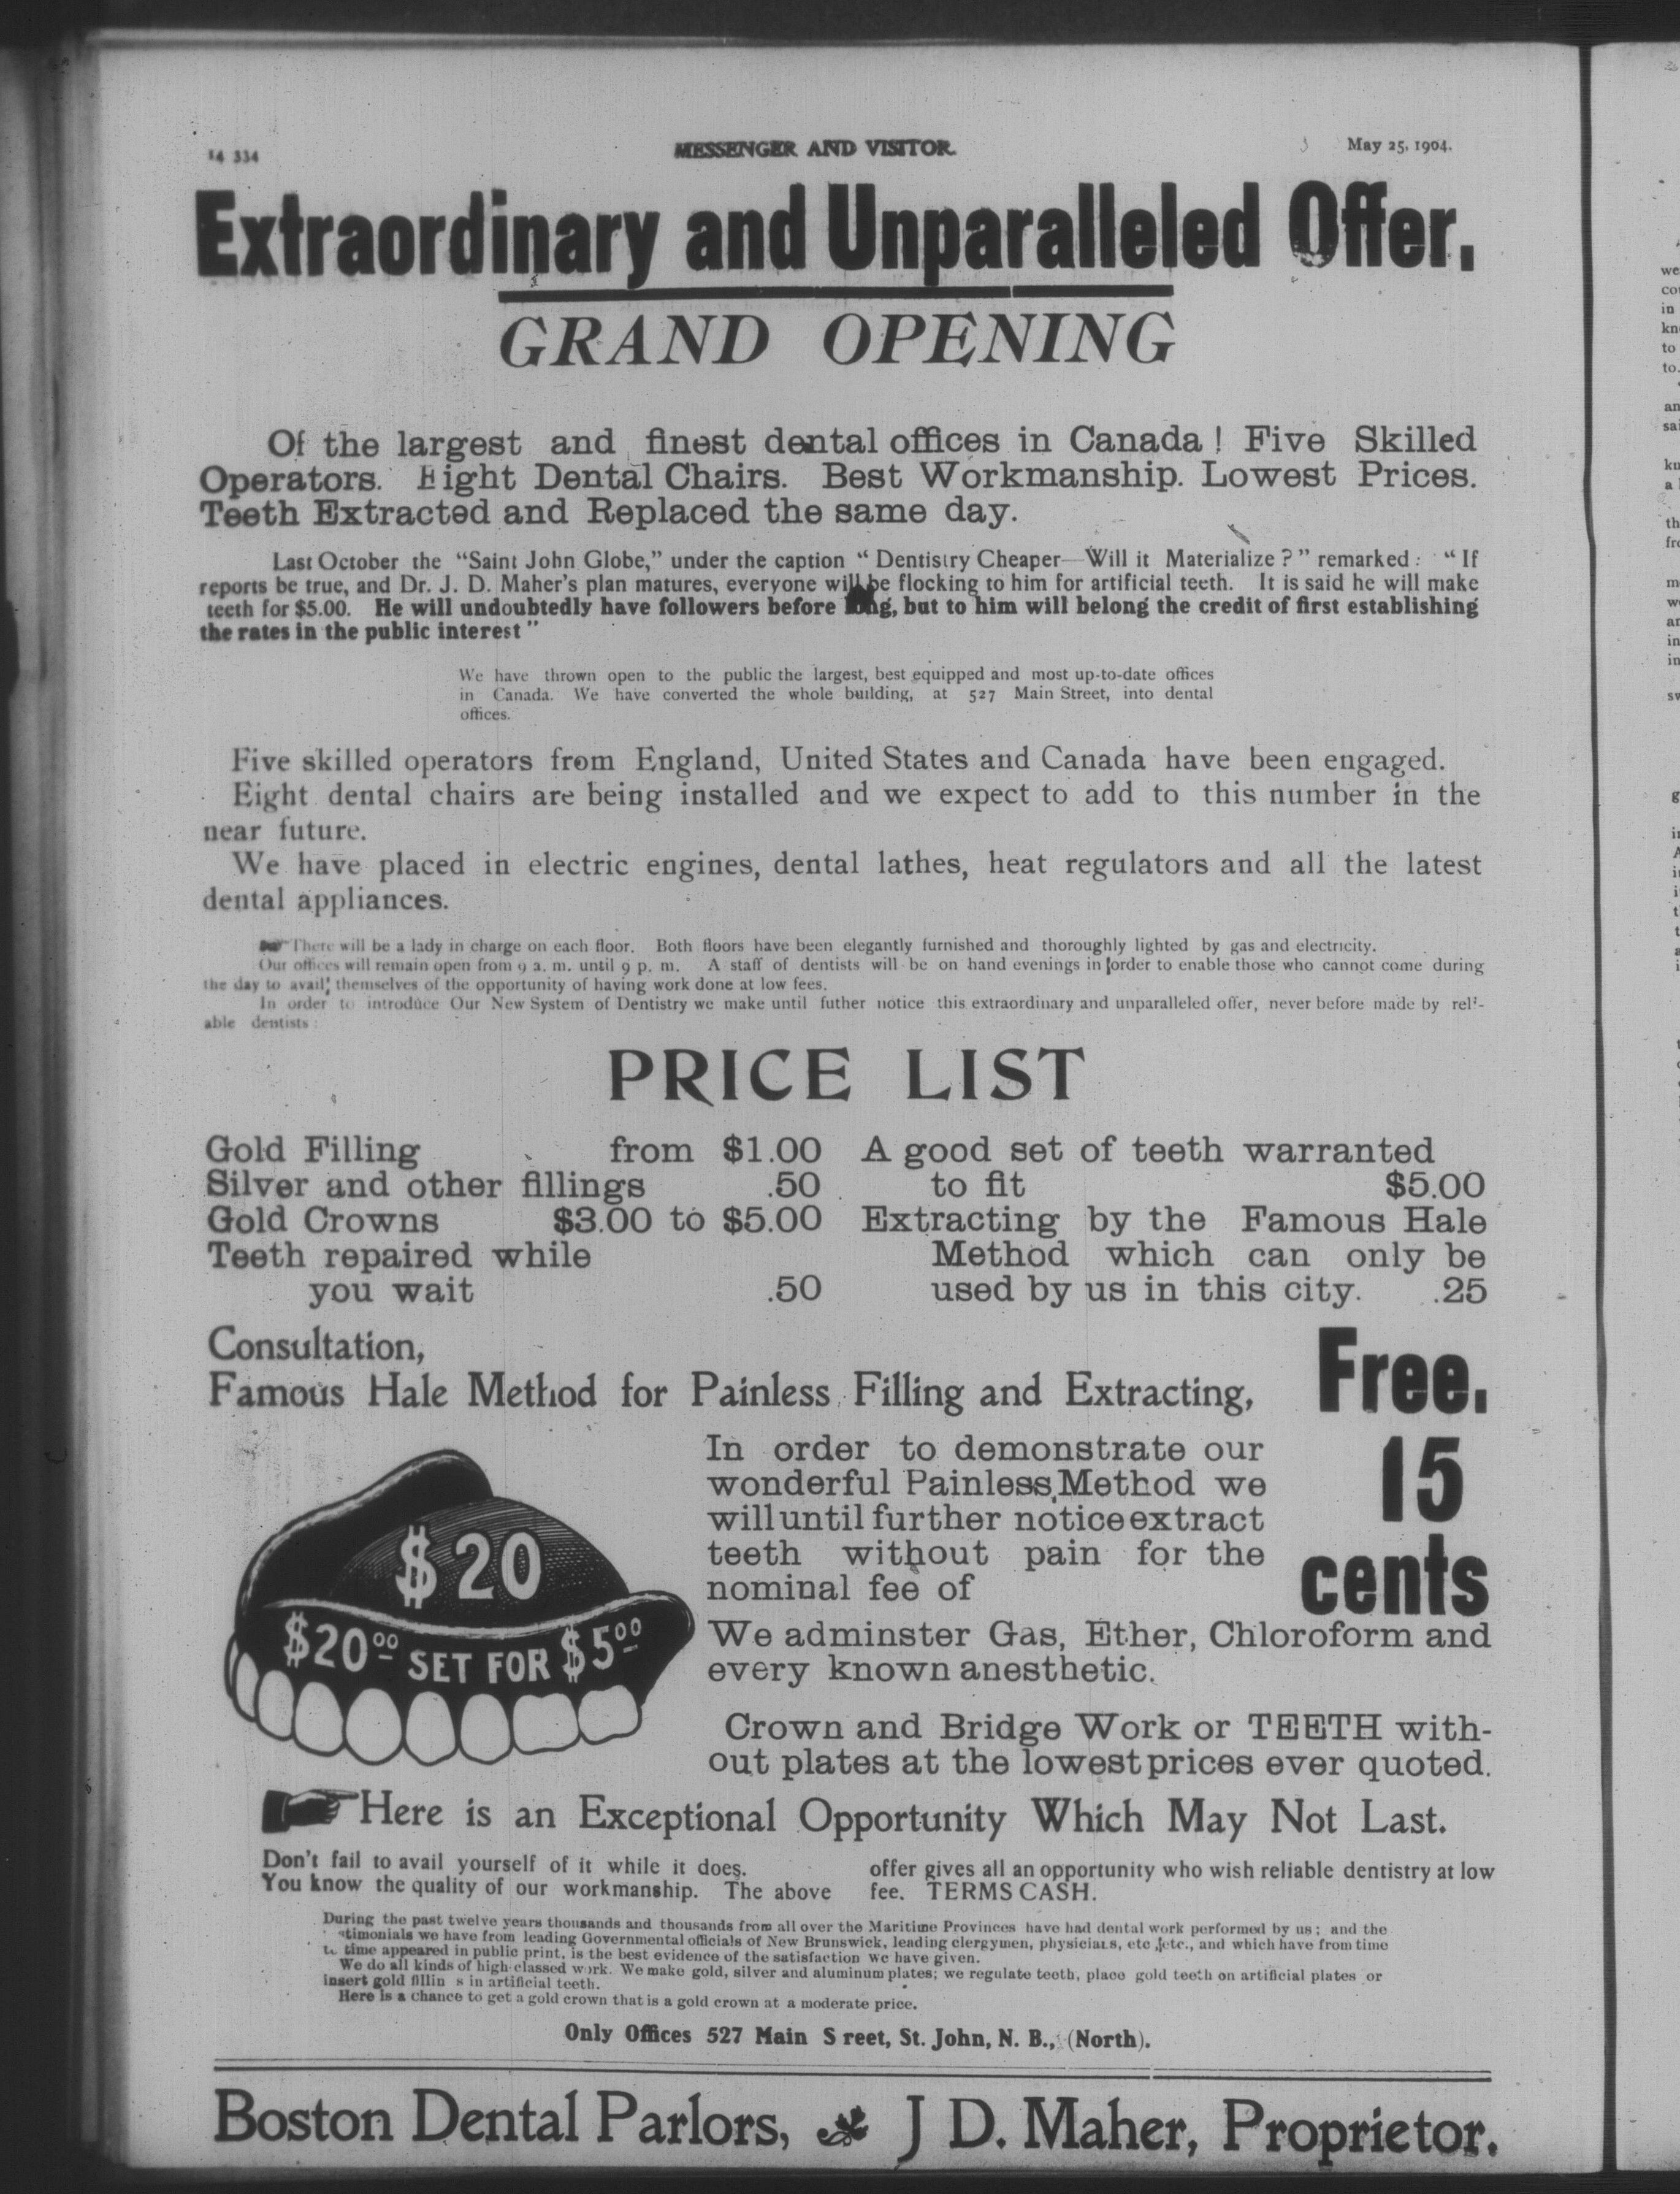 14 334
MESSENGER AND VISITOR.
May 25, 1904.
Extraordinary and Unparalleled Offer.
GRAND OPENING
Of the largest and finest dental offices in Canada! Five Skilled
Operators. Eight Dental Chairs. Best Workmanship. Lowest Prices.
Teeth Extracted and Replaced the same day.
Last October the "Saint John Globe," under the caption "Dentistry Cheaper—Will it Materialize?" remarked: "If
reports be true, and Dr. J. D. Maher's plan matures, everyone will be flocking to him for artificial teeth. It is said he will make
teeth for $5.00. He will undoubtedly have followers before long, but to him will belong the credit of first establishing
the rates in the public interest"
We have thrown open to the public the largest, best equipped and most up-to-date offices
in Canada. We have converted the whole building, at 527 Main Street, into dental
offices.
Five skilled operators from England, United States and Canada have been engaged.
Eight dental chairs are being installed and we expect to add to this number in the
near future.
We have placed in electric engines, dental lathes, heat regulators and all the latest
dental appliances.
There will be a lady in charge on each floor. Both floors have been elegantly furnished and thoroughly lighted by gas and electricity.
Our offices will remain open from 9 a. m. until 9 p. m. A staff of dentists will be on hand evenings in order to enable those who cannot come during
the day to avail themselves of the opportunity of having work done at low fees.
In order to introduce Our New System of Dentistry we make until futher notice this extraordinary and unparalleled offer, never before made by reli-
able dentists:
PRICE LIST
Gold Filling from $1.00
Silver and other fillings .50
Gold Crowns $3.00 to $5.00
Teeth repaired while
you wait .50
A good set of teeth warranted
to fit $5.00
Extracting by the Famous Hale
Method which can only be
used by us in this city. .25
Consultation,
Famous Hale Method for Painless Filling and Extracting,
Free.
In order to demonstrate our
wonderful Painless Method we
will until further notice extract
teeth without pain for the
nominal fee of
15
cents
$20
$20 00 SET FOR $5 00
We adminster Gas, Ether, Chloroform and
every known anesthetic.
Crown and Bridge Work or TEETH with-
out plates at the lowest prices ever quoted.
Here is an Exceptional Opportunity Which May Not Last.
Don't fail to avail yourself of it while it does.
You know the quality of our workmanship. The above
offer gives all an opportunity who wish reliable dentistry at low
fee. TERMS CASH.
During the past twelve years thousands and thousands from all over the Maritime Provinces have had dental work performed by us; and the
stimonials we have from leading Governmental officials of New Brunswick, leading clergymen, physicians, etc., etc., and which have from time
to time appeared in public print, is the best evidence of the satisfaction we have given.
We do all kinds of high classed work. We make gold, silver and aluminum plates; we regulate teeth, place gold teeth on artificial plates or
insert gold fillin s in artificial teeth.
Here is a chance to get a gold crown that is a gold crown at a moderate price.
Only Offices 527 Main S reet, St. John, N. B., (North).
Boston Dental Parlors, J D. Maher, Proprietor.